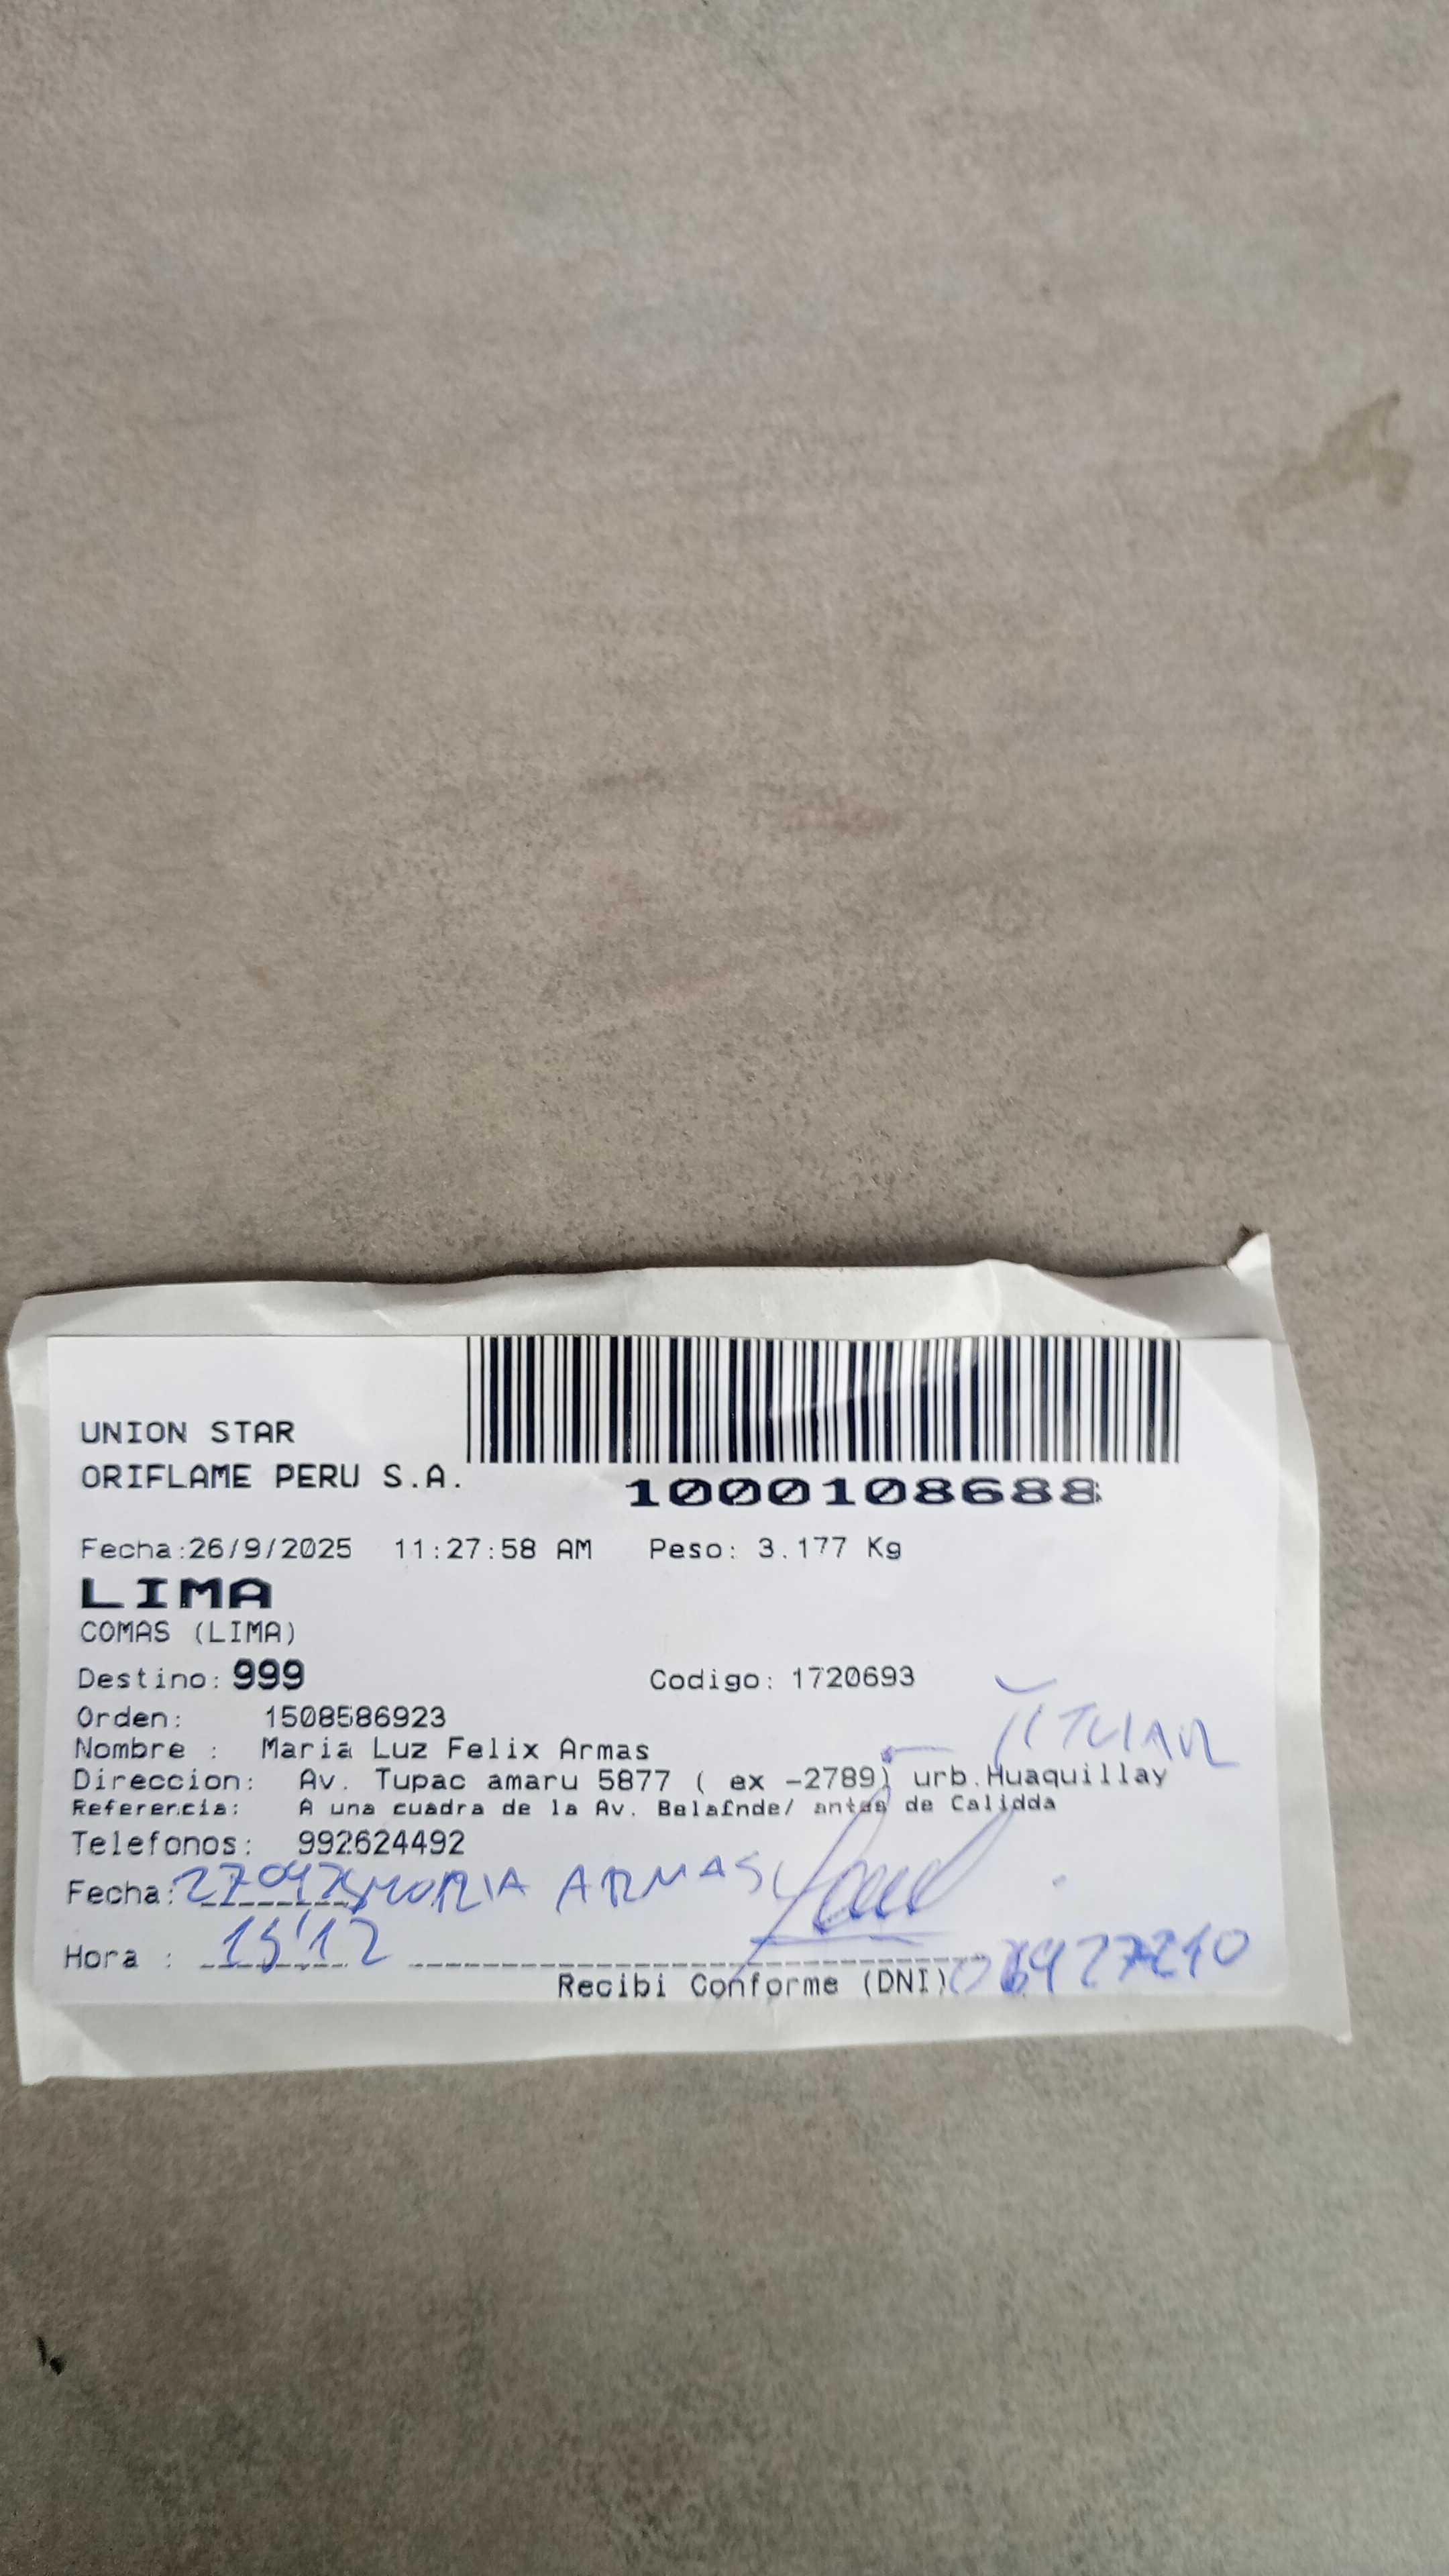 UNION STAR
ORIFLAME PERU S.A.
1000108688
Fecha:26/9/2025 11:27:58 AM Peso: 3.177 Kg
LIMA
COMAS (LIMA)
Destino: 999 Codigo: 1720693
Orden: 1508586923
TITULAR
Nombre : Maria Luz Felix Armas
Direccion: Av. Tupac amaru 5877 ( ex -2789) urb.Huaquillay
Referencia: A una cuadra de la Av. Belafnde/ antes de Calidda
Telefonos: 992624492
Fecha: ARMAS
Hora :
Recibi Conforme (DNI)